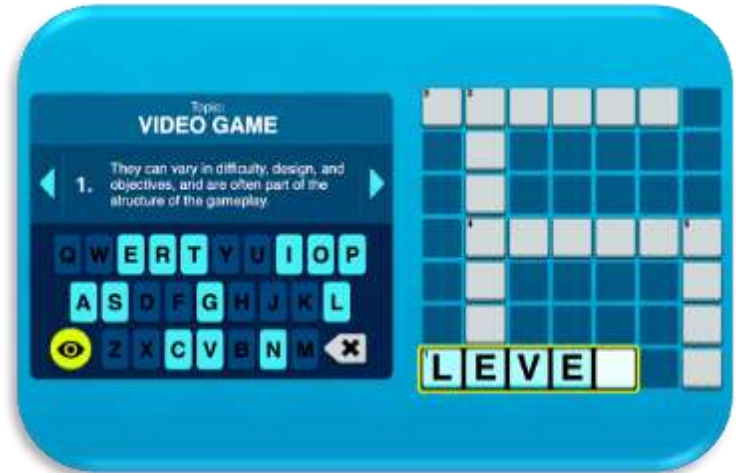 Topic:
VIDEO GAME
1.
They can vary in difficulty, design, and
objectives, and are often part of the
structure of the gameplay.
Q W E R T Y U I O P
A S D F G H J K L
Z X C V B N M X
L E V E